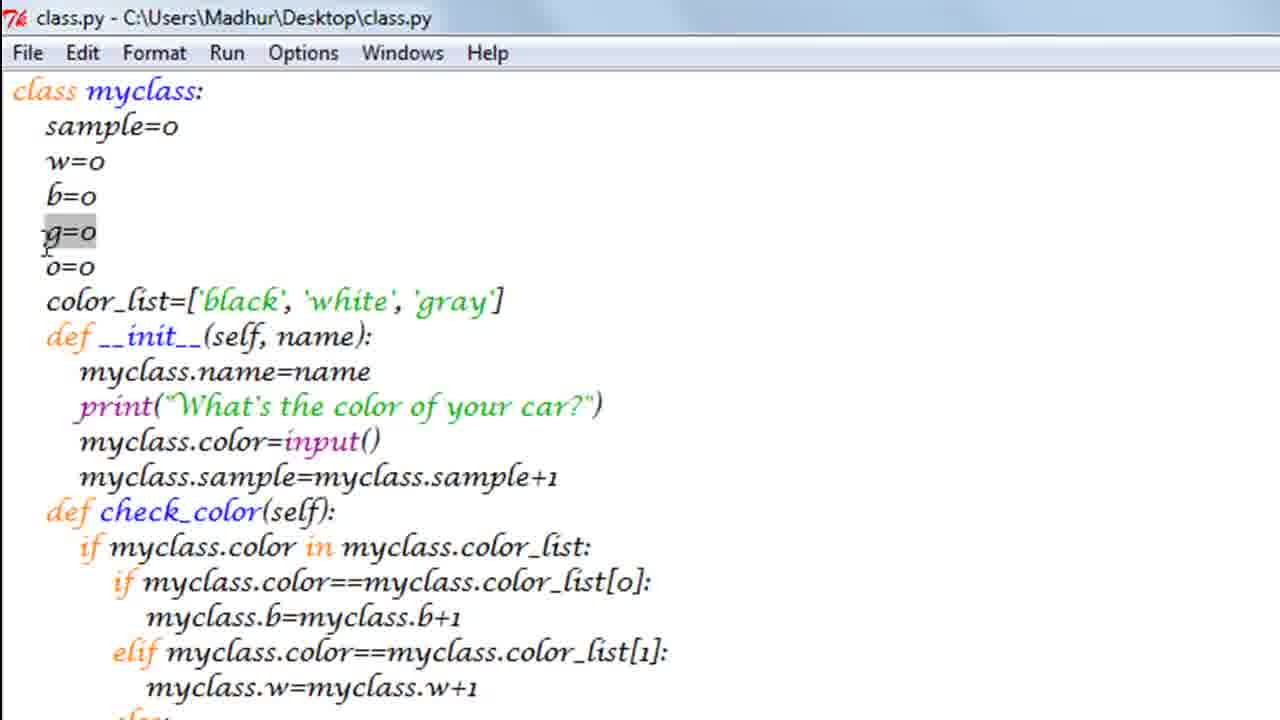 class.py - C:\Users\Madhur\Desktop\class.py
File Edit Format Run Options Windows Help
class myclass:
    sample=0
    w=0
    b=0
    g=0
    o=0
    color_list=['black', 'white', 'gray']
    def __init__(self, name):
        myclass.name=name
        print("What's the color of your car?")
        myclass.color=input()
        myclass.sample=myclass.sample+1
    def check_color(self):
        if myclass.color in myclass.color_list:
            if myclass.color==myclass.color_list[0]:
                myclass.b=myclass.b+1
            elif myclass.color==myclass.color_list[1]:
                myclass.w=myclass.w+1
            else: